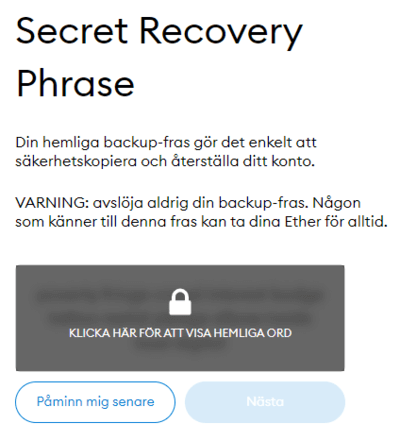 Secret Recovery
Phrase
Din hemliga backup-fras gör det enkelt att
säkerhetskopiera och återställa ditt konto.
VARNING: avslöja aldrig din backup-fras. Någon
som känner till denna fras kan ta dina Ether för alltid.
KLICKA HÄR FÖR ATT VISA HEMLIGA ORD
Påminn mig senare
Nästa